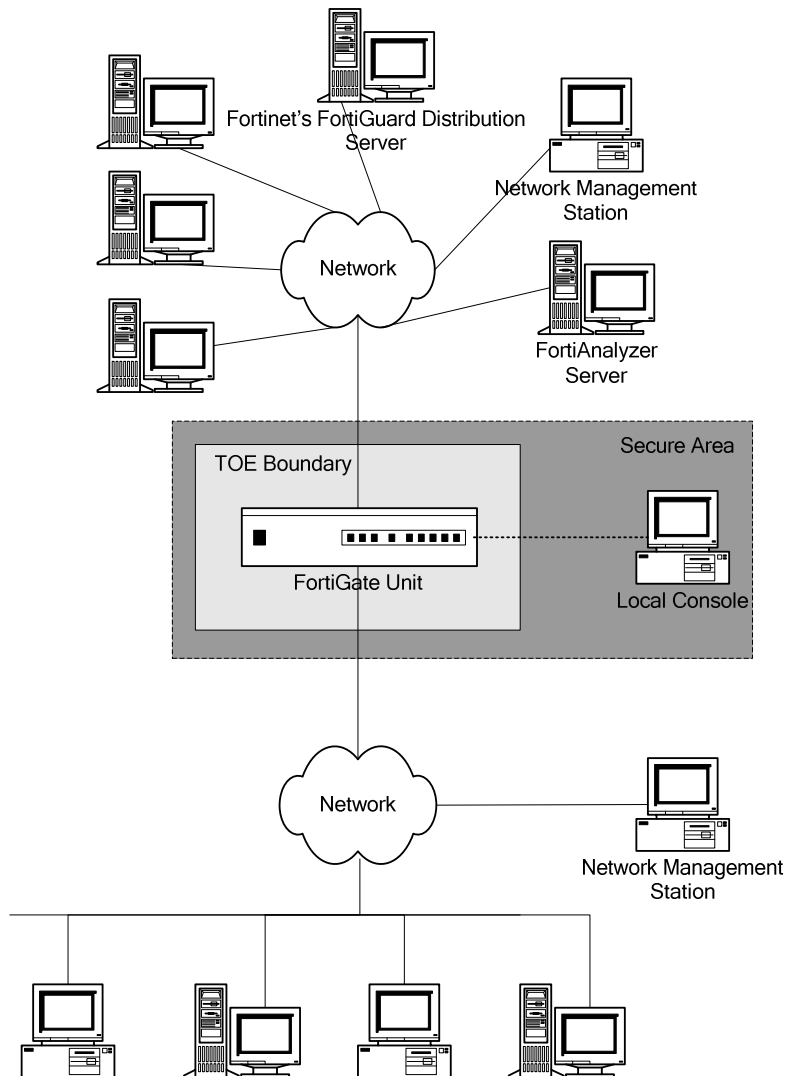 Fortinet's FortiGuard Distribution
Server
Network Management
Station
Network
FortiAnalyzer
Server
Secure Area
TOE Boundary
FortiGate Unit
Local Console
Network
Network Management
Station